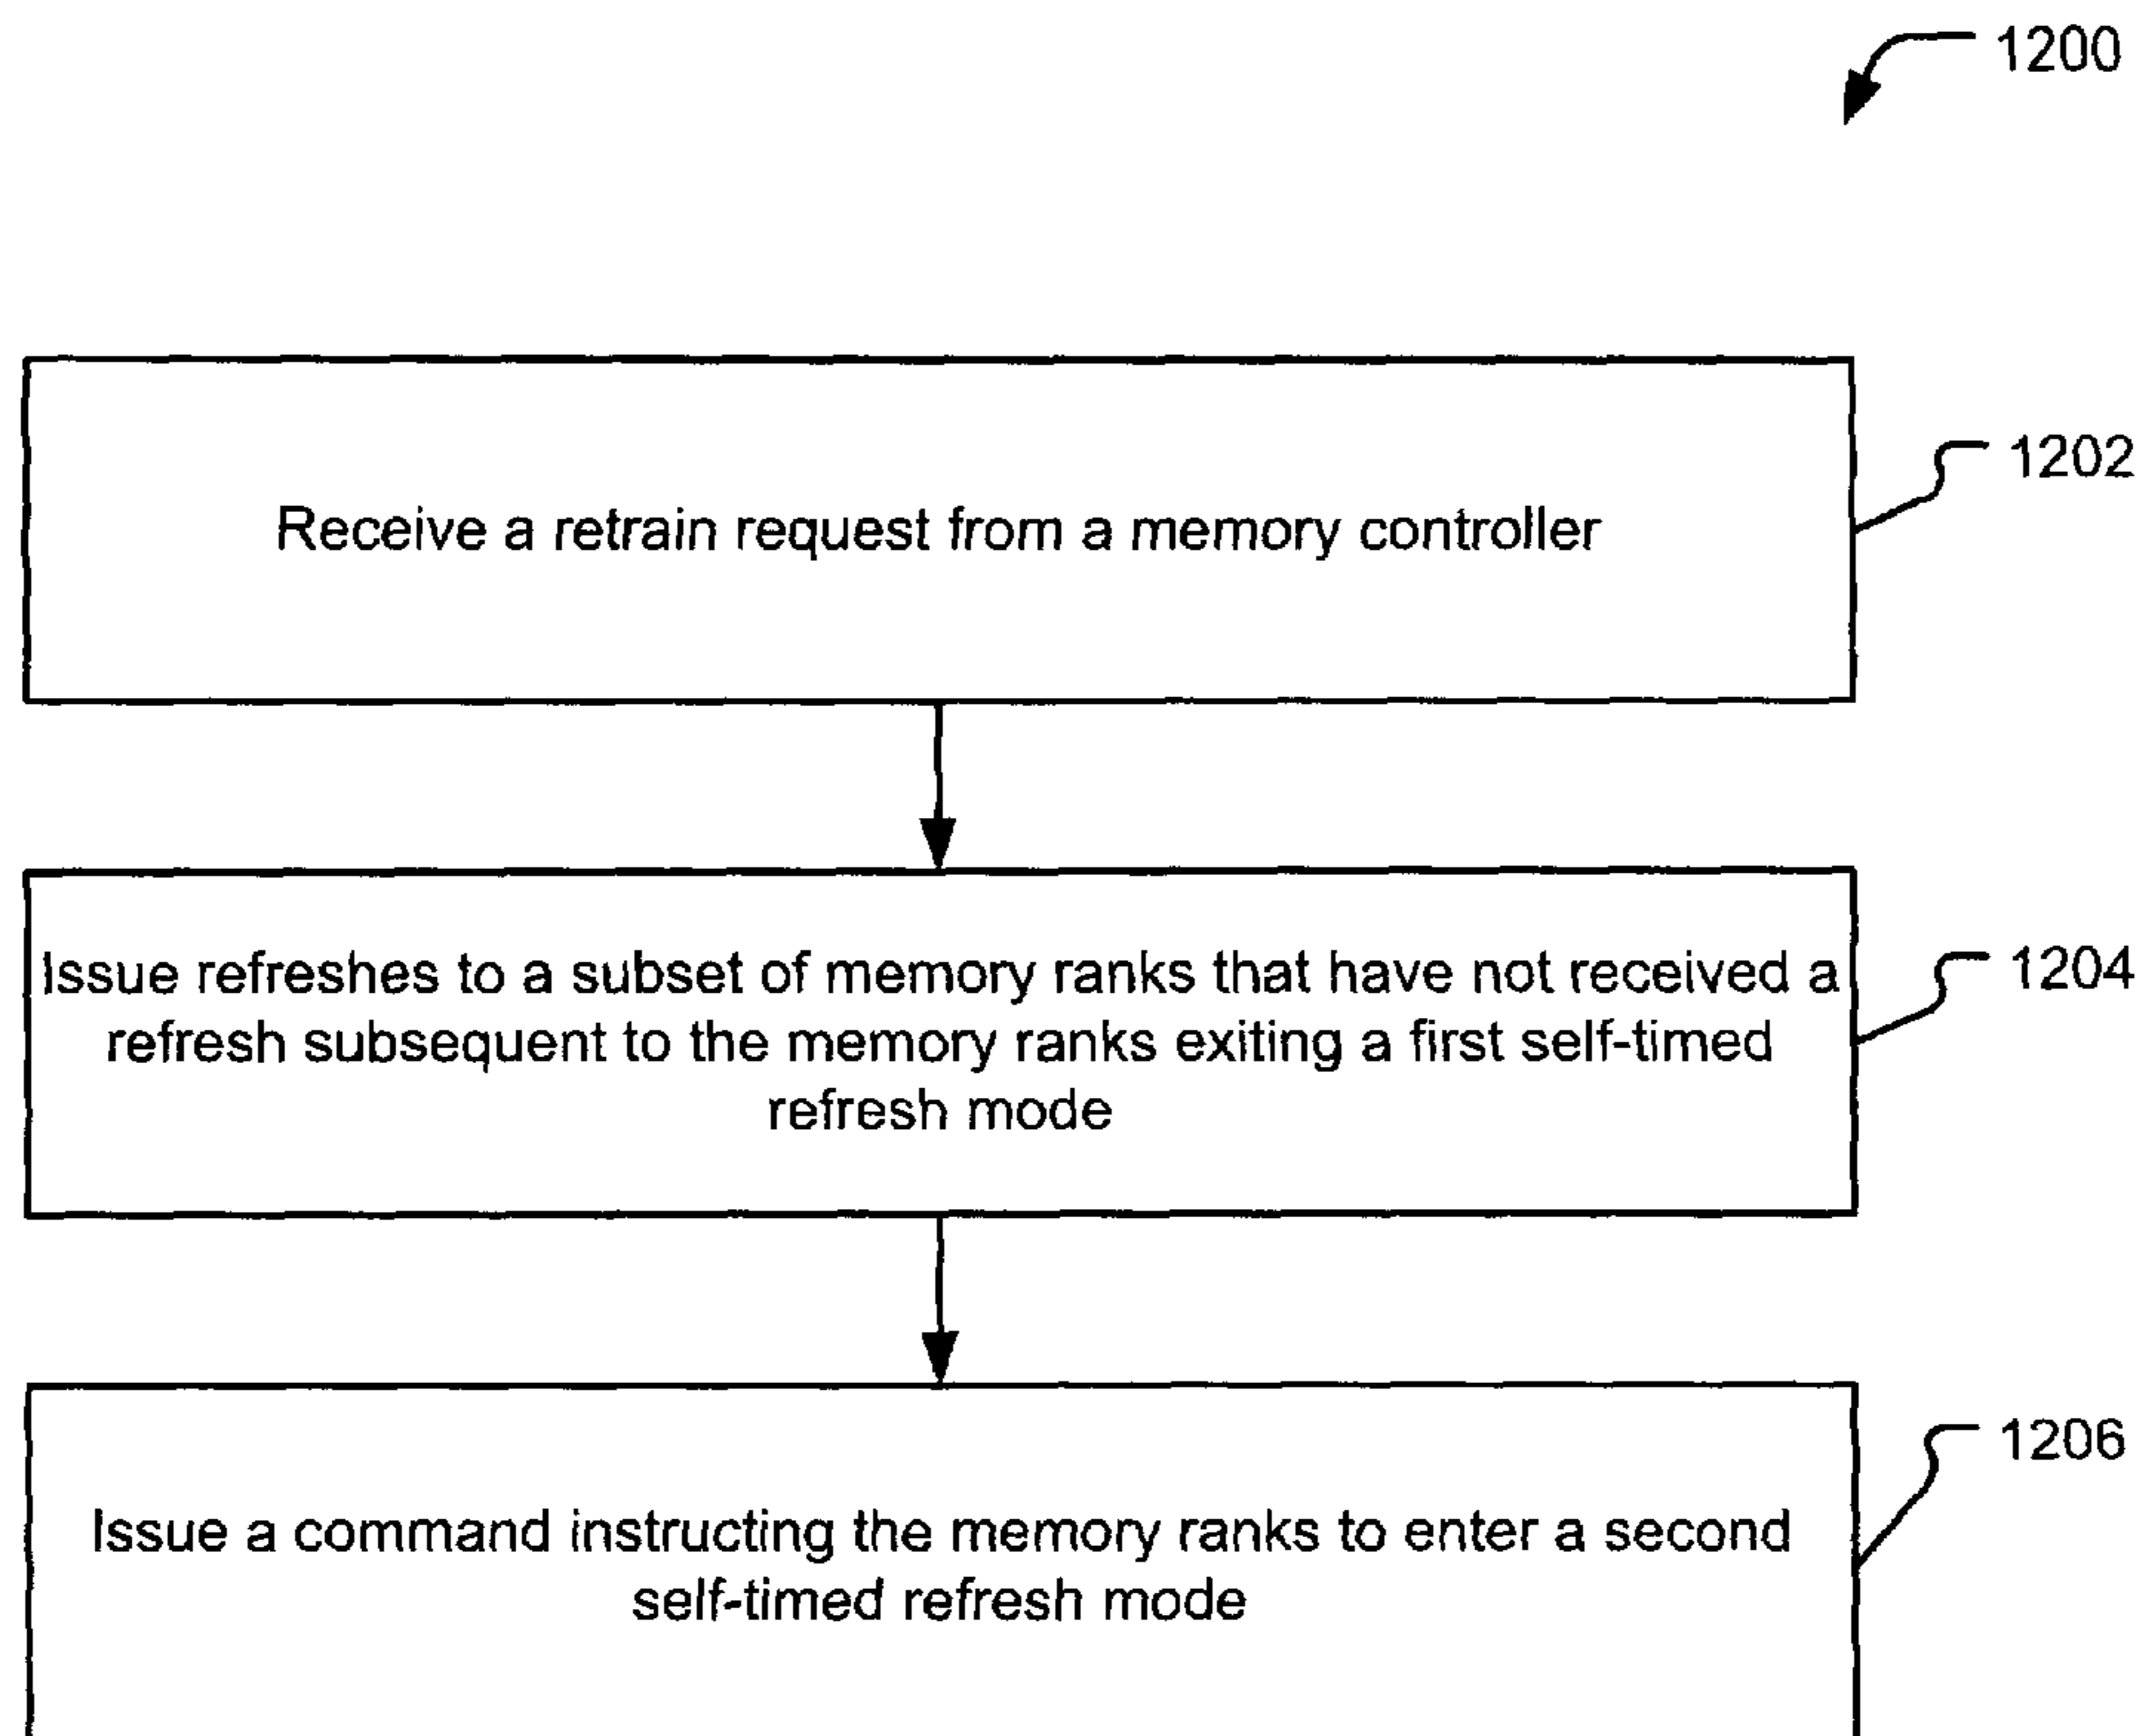 1200
1202
Receive a retrain request from a memory controller
1204
Issue refreshes to a subset of memory ranks that have not received a
refresh subsequent to the memory ranks exiting a first self-timed
refresh mode
1206
Issue a command instructing the memory ranks to enter a second
self-timed refresh mode